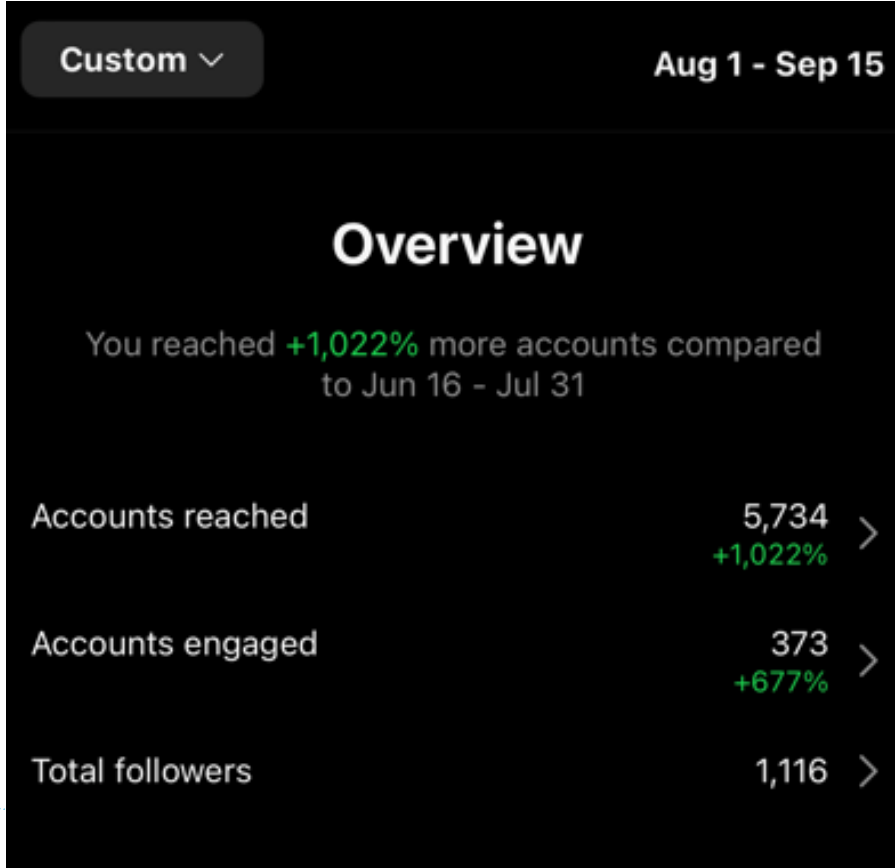 Custom
Aug 1 - Sep 15
Overview
You reached +1,022% more accounts compared
to Jun 16 - Jul 31
Accounts reached
5,734
+1,022%
Accounts engaged
373
+677%
Total followers
1,116